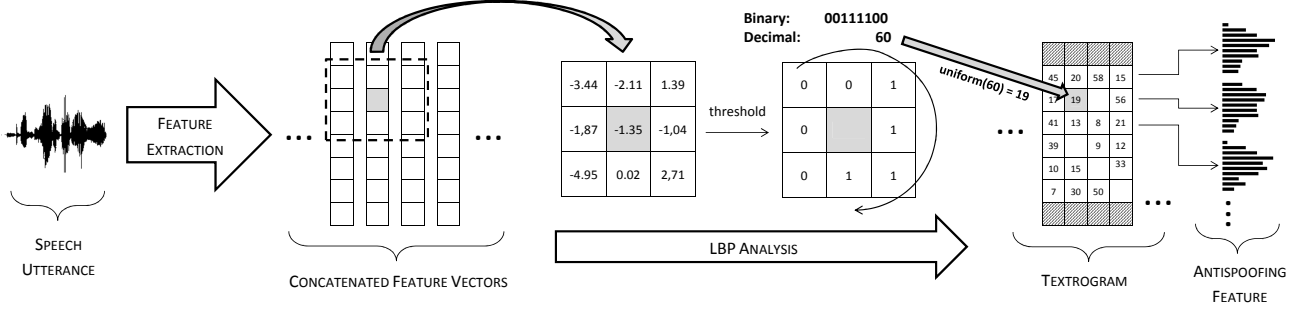 Binary: 00111100
Decimal: 60
uniform(60) = 19
SPEECH
UTTERANCE
FEATURE
EXTRACTION
...
...
CONCATENATED FEATURE VECTORS
-3.44 -2.11 1.39
-1,87 -1.35 -1,04
-4.95 0.02 2,71
threshold
0 0 1
0 1
0 1 1
LBP ANALYSIS
...
45 20 58 15
17 19 56
41 13 8 21
39 9 12
10 15 33
7 30 50
...
TEXTROGRAM
ANTISPOOFING
FEATURE